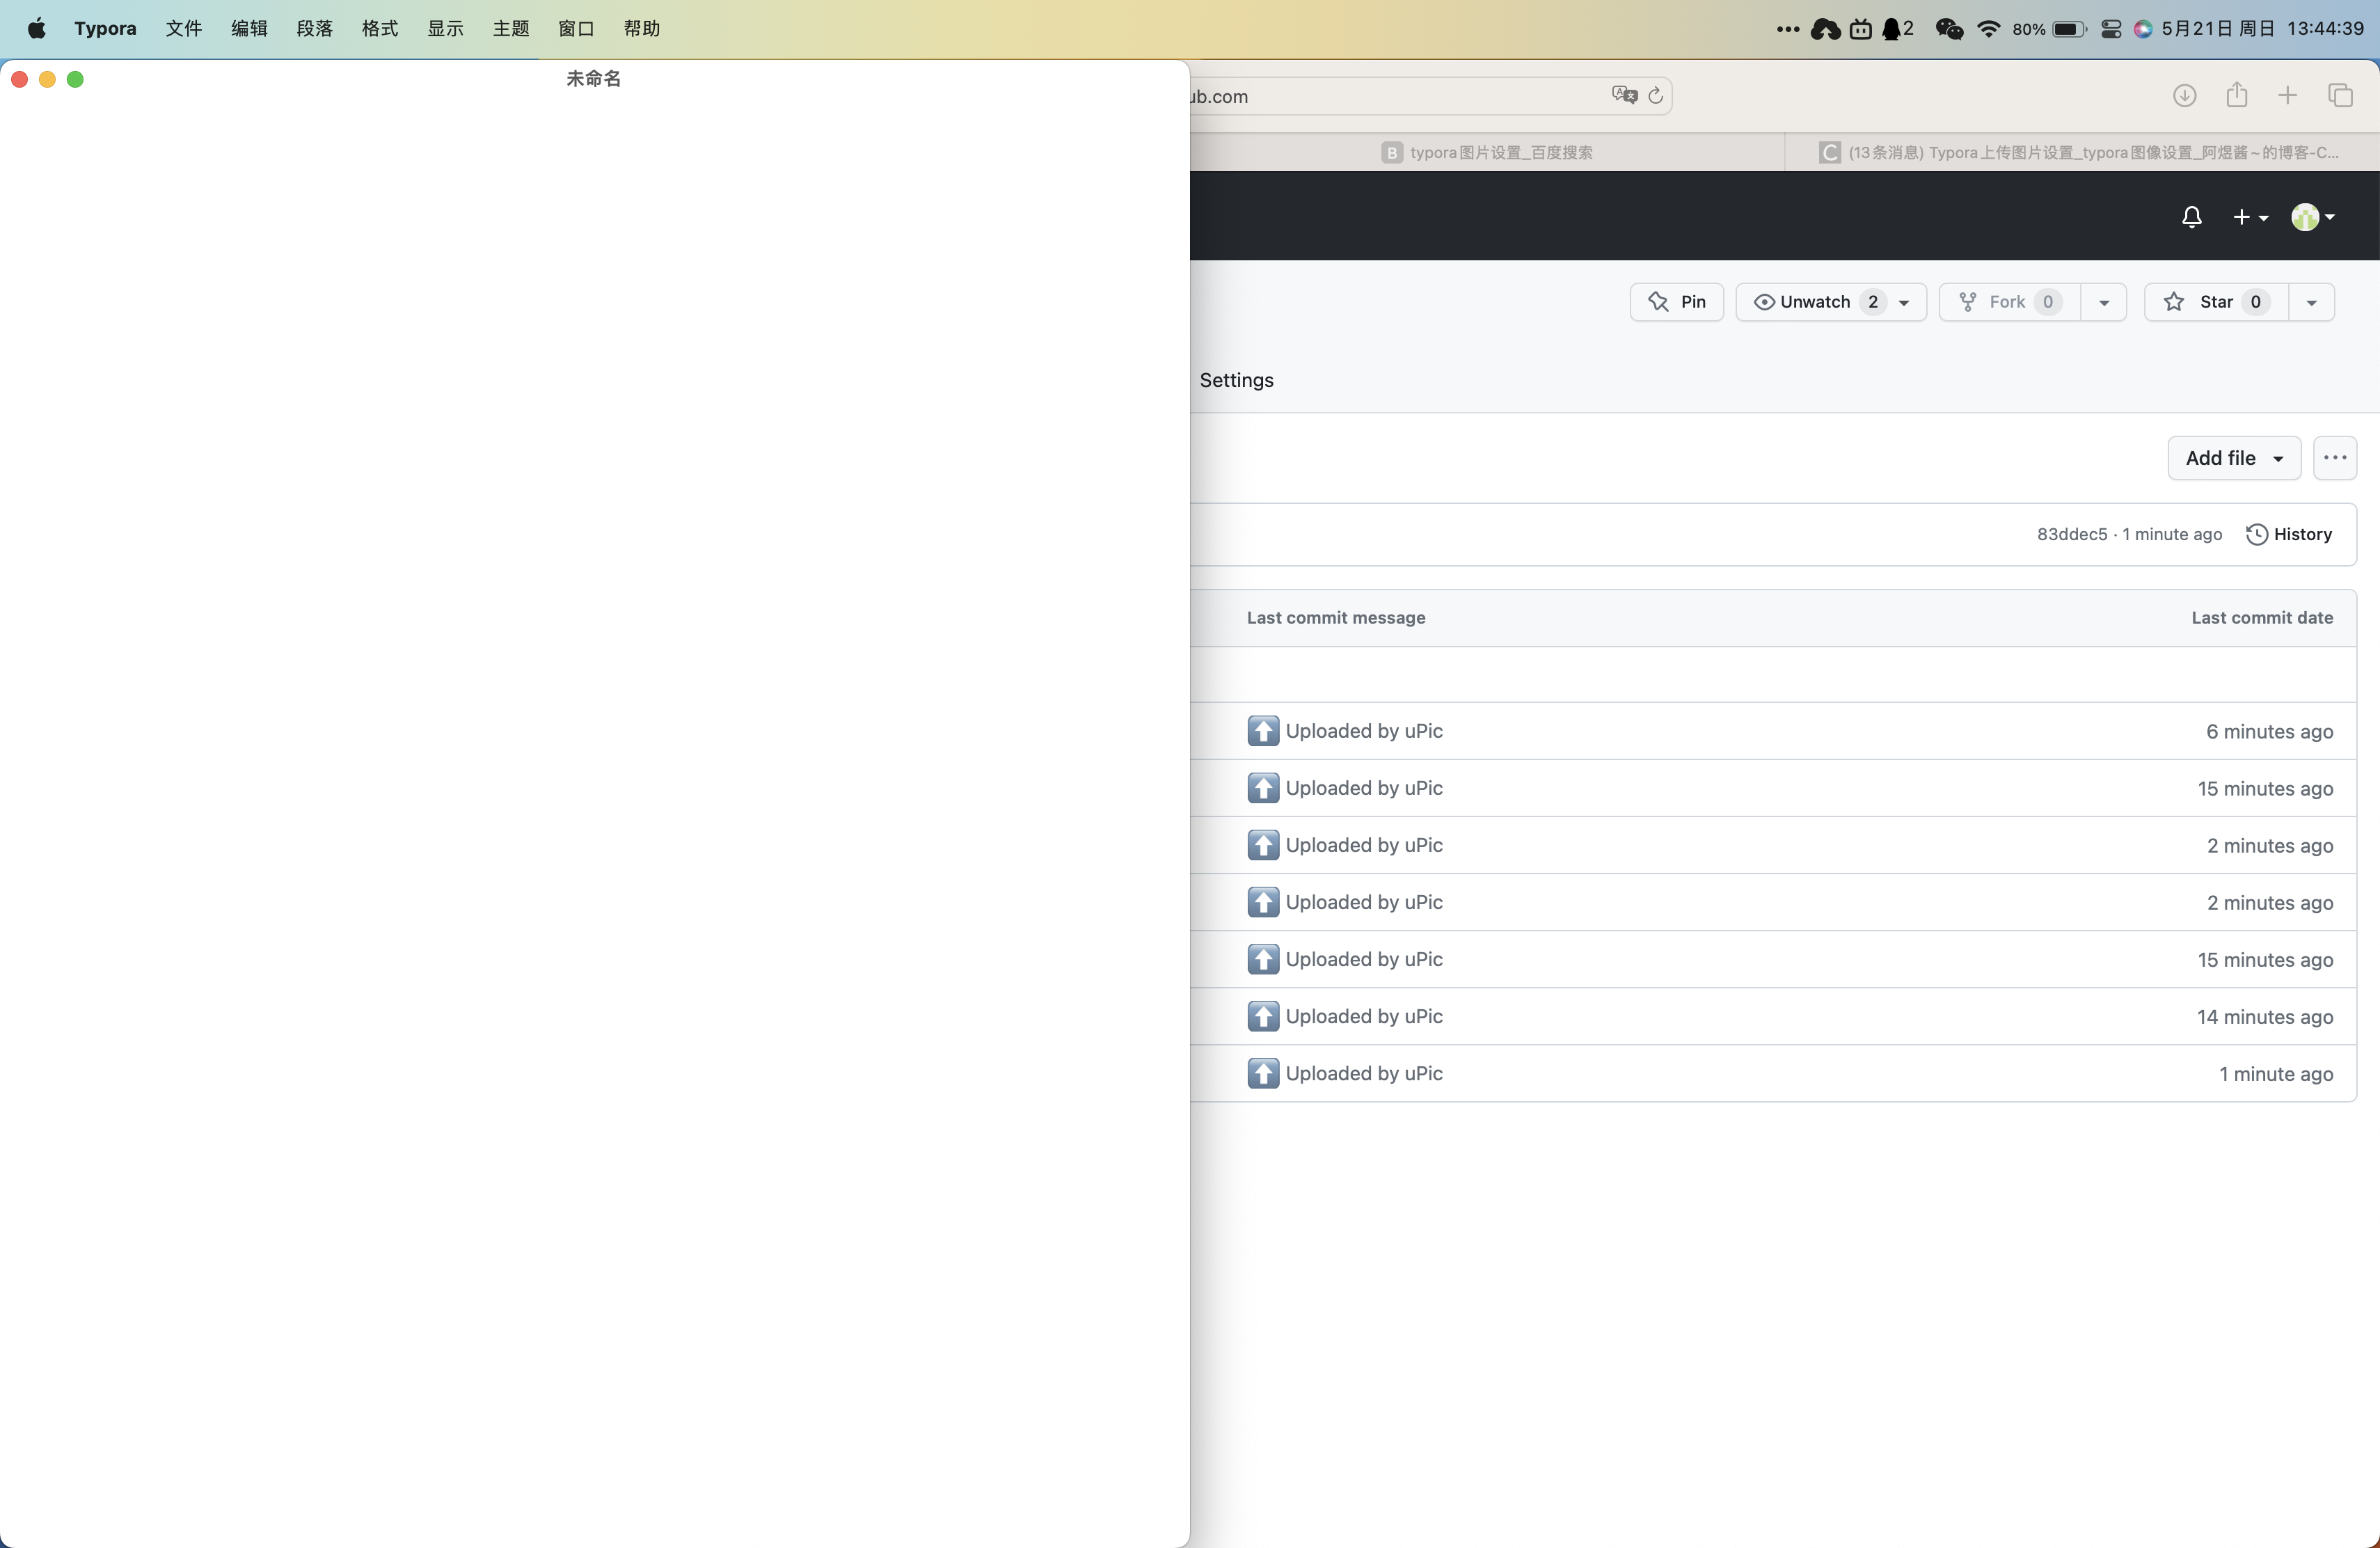 Typora 文件 编辑 段落 格式 显示 主题 窗口 帮助 2 80% 5月21日 周日 13:44:39
未命名
ub.com
B typora图片设置_百度搜索
C (13条消息) Typora上传图片设置_typora图像设置_阿煜酱~的博客-C...
Pin Unwatch 2 Fork 0 Star 0
Settings
Add file
83ddec5 · 1 minute ago History
Last commit message Last commit date
Uploaded by uPic 6 minutes ago
Uploaded by uPic 15 minutes ago
Uploaded by uPic 2 minutes ago
Uploaded by uPic 2 minutes ago
Uploaded by uPic 15 minutes ago
Uploaded by uPic 14 minutes ago
Uploaded by uPic 1 minute ago